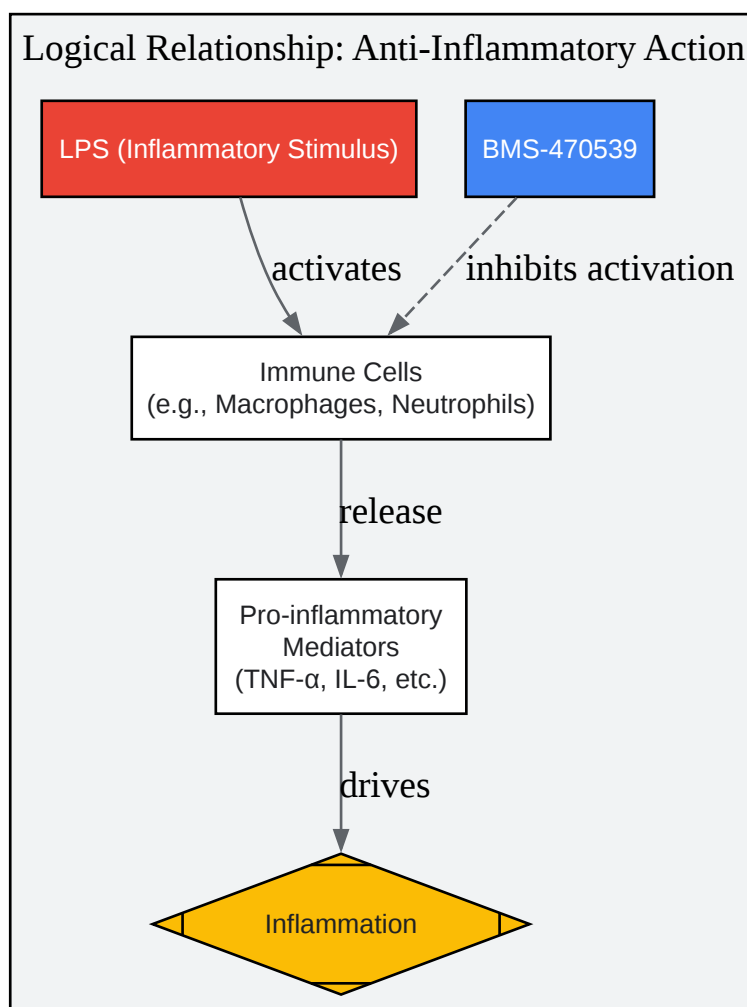 Logical Relationship: Anti-Inflammatory Action
LPS (Inflammatory Stimulus)
BMS-470539
activates
inhibits activation
Immune Cells
(e.g., Macrophages, Neutrophils)
release
Pro-inflammatory
Mediators
(TNF-α, IL-6, etc.)
drives
Inflammation